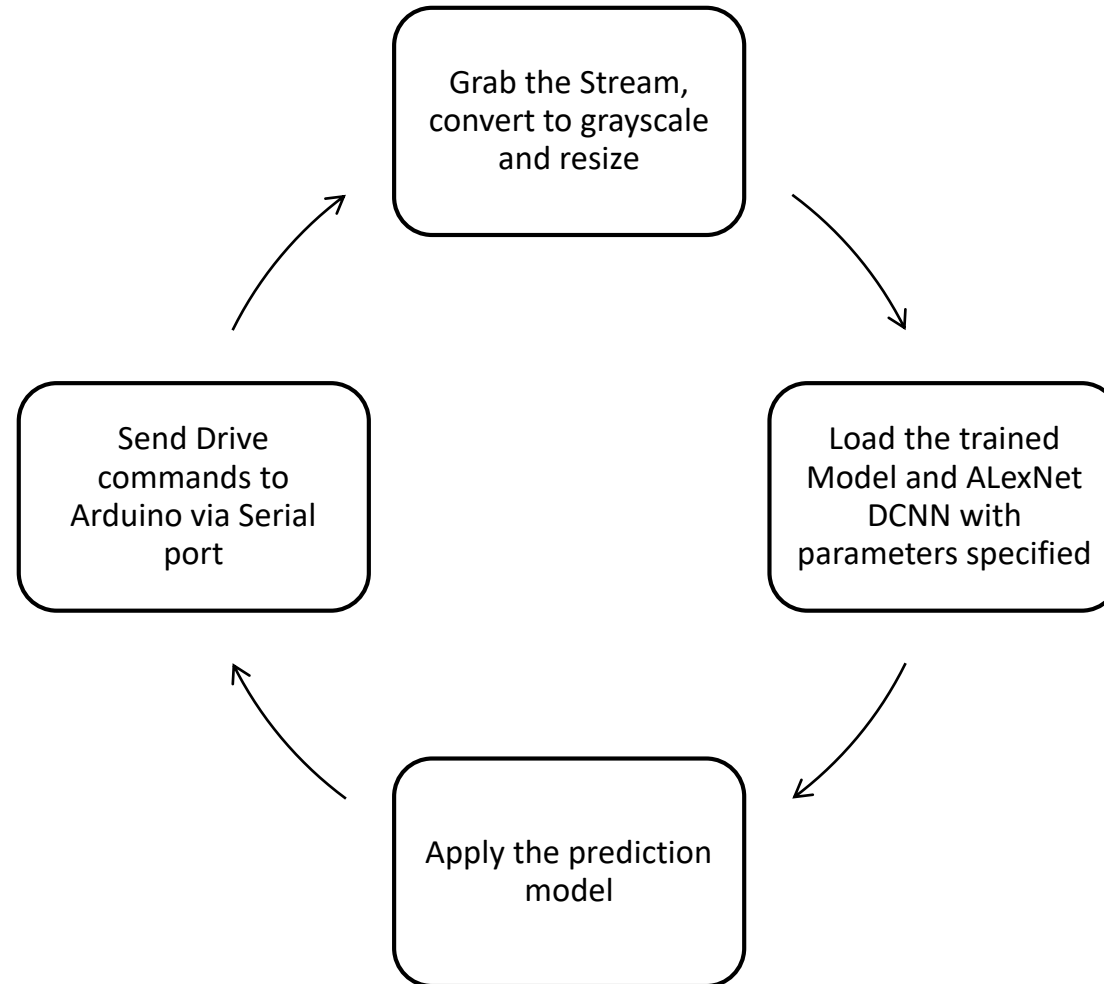 Grab the Stream,
convert to grayscale
and resize
Load the trained
Model and ALexNet
DCNN with
parameters specified
Apply the prediction
model
Send Drive
commands to
Arduino via Serial
port